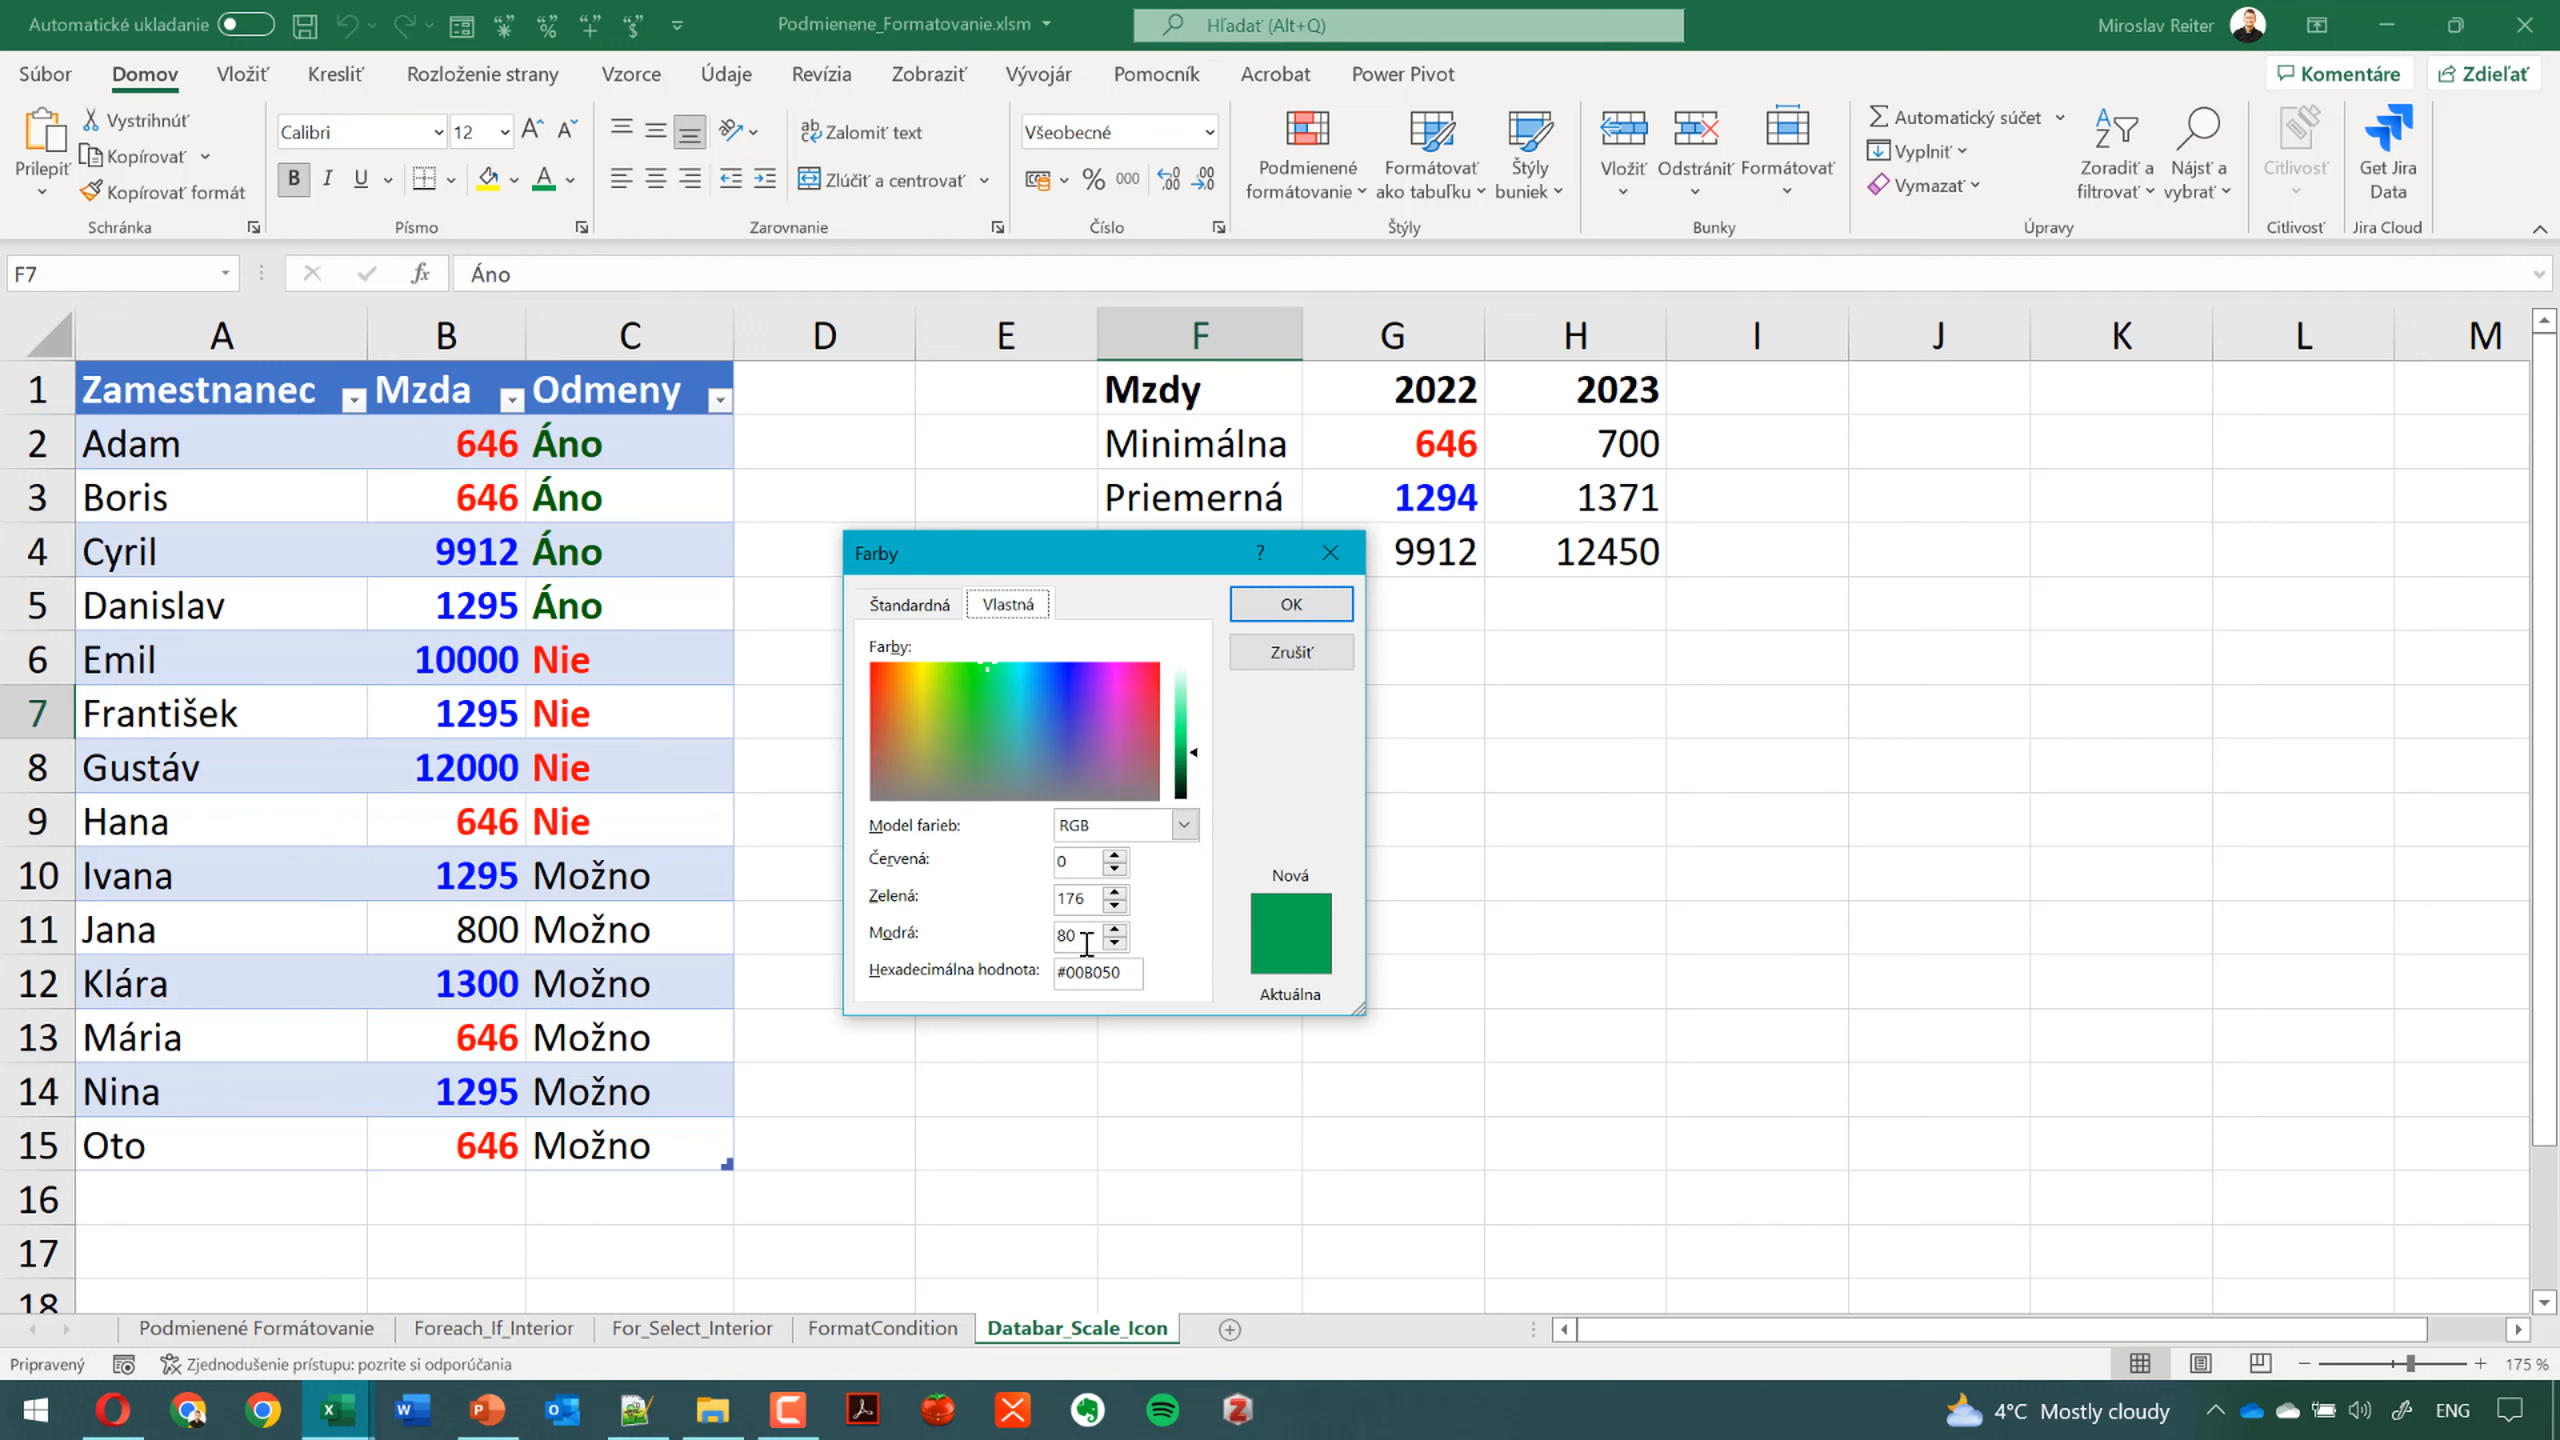 Automatické ukladanie
Podmienene_Formatovanie.xlsm
Hľadať (Alt+Q)
Miroslav Reiter
Súbor Domov Vložiť Kresliť Rozloženie strany Vzorce Údaje Revízia Zobraziť Vývojár Pomocník Acrobat Power Pivot Komentáre Zdieľať
Prilepiť
Vystrihnúť
Kopírovať
Kopírovať formát
Schránka
Calibri 12
B I U
Písmo
Zalomiť text
Zlúčiť a centrovať
Zarovnanie
Všeobecné
% 000
Číslo
Podmienené formátovanie
Formátovať ako tabuľku
Štýly buniek
Štýly
Vložiť Odstrániť Formátovať
Bunky
Automatický súčet
Vyplniť
Vymazať
Zoradiť a filtrovať
Nájsť a vybrať
Úpravy
Citlivosť
Citlivosť
Get Jira Data
Jira Cloud
F7 fx Áno
A B C D E F G H I J K L M
1 Zamestnanec Mzda Odmeny Mzdy 2022 2023
2 Adam 646 Áno Minimálna 646 700
3 Boris 646 Áno Priemerná 1294 1371
4 Cyril 9912 Áno 9912 12450
5 Danislav 1295 Áno
6 Emil 10000 Nie
7 František 1295 Nie
8 Gustáv 12000 Nie
9 Hana 646 Nie
10 Ivana 1295 Možno
11 Jana 800 Možno
12 Klára 1300 Možno
13 Mária 646 Možno
14 Nina 1295 Možno
15 Oto 646 Možno
16
17
18
Farby ?
Štandardná Vlastná OK
Zrušiť
Farby:
Model farieb: RGB
Červená: 0
Zelená: 176
Modrá: 80
Hexadecimálna hodnota: #00B050
Nová
Aktuálna
Podmienené Formátovanie Foreach_If_Interior For_Select_Interior FormatCondition Databar_Scale_Icon
Pripravený Zjednodušenie prístupu: pozrite si odporúčania 175 %
4°C Mostly cloudy ENG